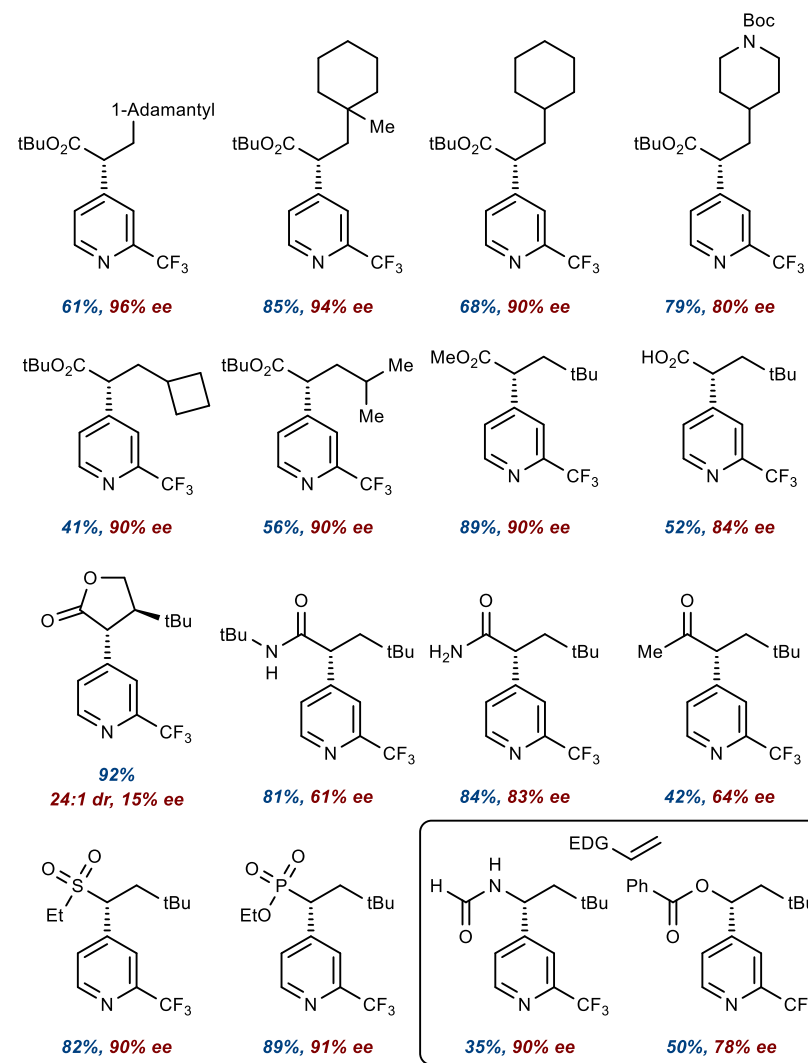 Boc
N
1-Adamantyl
tBuO₂C
N
CF₃
61%, 96% ee
Me
tBuO₂C
N
CF₃
85%, 94% ee
tBuO₂C
N
CF₃
68%, 90% ee
tBuO₂C
N
CF₃
79%, 80% ee
tBuO₂C
N
CF₃
41%, 90% ee
tBuO₂C
Me
Me
N
CF₃
56%, 90% ee
MeO₂C
tBu
N
CF₃
89%, 90% ee
HO₂C
tBu
N
CF₃
52%, 84% ee
O
O
tBu
N
CF₃
92%
24:1 dr, 15% ee
O
tBu
N
H
tBu
N
CF₃
81%, 61% ee
O
H₂N
tBu
N
CF₃
84%, 83% ee
O
Me
tBu
N
CF₃
42%, 64% ee
O
O
S
Et
tBu
N
CF₃
82%, 90% ee
O
O
P
EtO
tBu
N
CF₃
89%, 91% ee
EDG
H
H
N
O
tBu
N
CF₃
35%, 90% ee
Ph
O
O
tBu
N
CF
50%, 78% ee